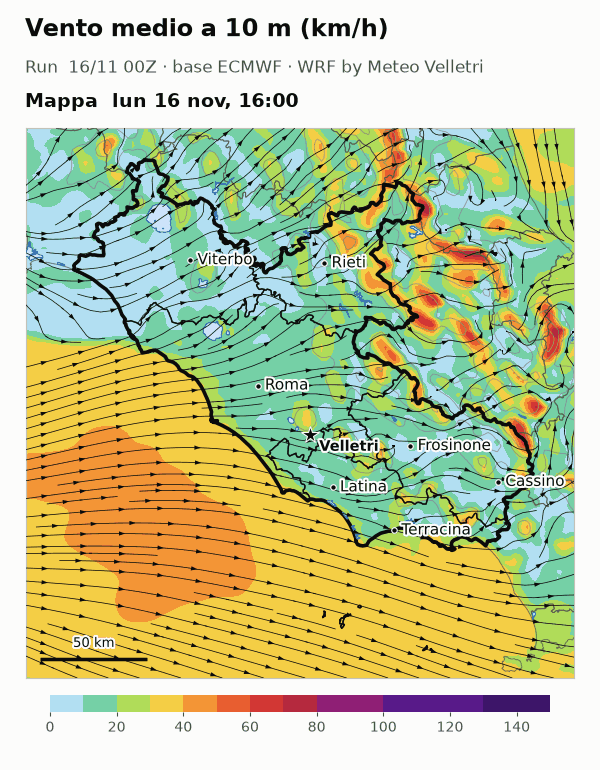 Vento medio a 10 m (km/h)
Run 16/11 00Z · base ECMWF · WRF by Meteo Velletri
Mappa lun 16 nov, 16:00
Viterbo
Rieti
Roma
Velletri
Frosinone
Latina
Cassino
Terracina
50 km
0 20 40 60 80 100 120 140